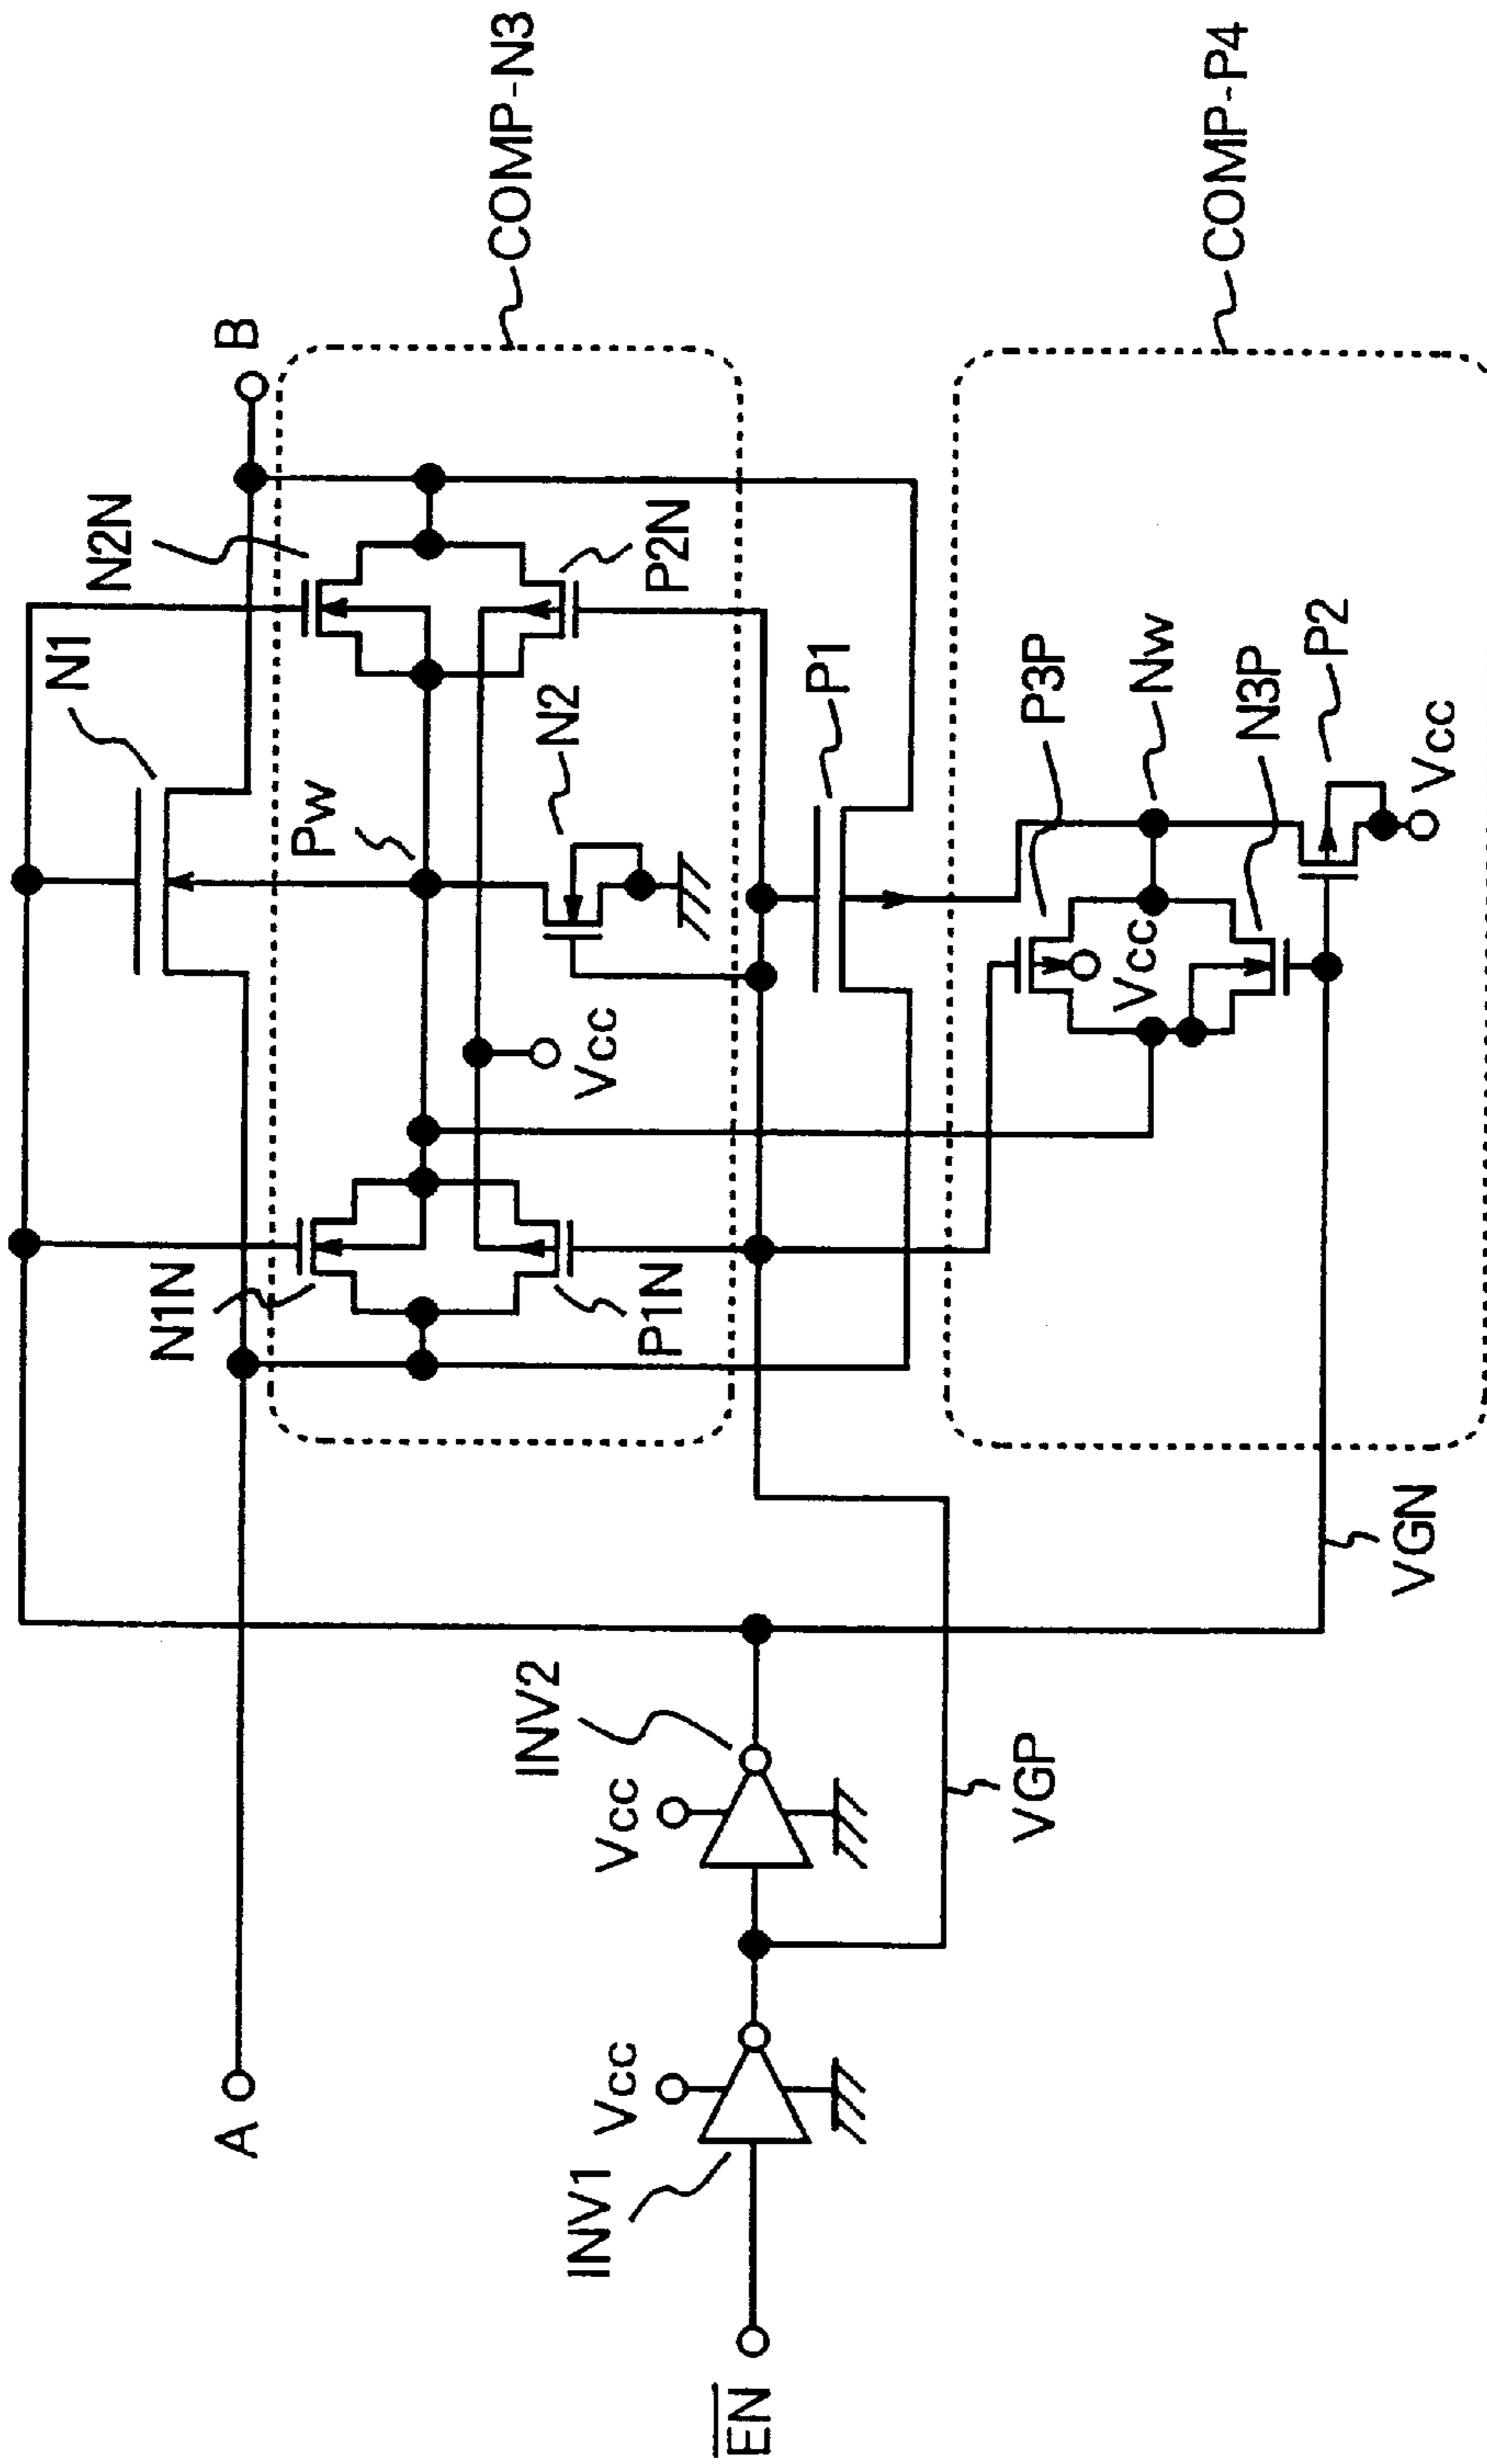 N1
N2N
B
COMP-N3
Pw
N2
P2N
N1N
P1N
Vcc
A
INV2
Vcc
INV1
Vcc
EN
VGP
P1
P3P
Nw
N3P
P2
Vcc
Vcc
VGN
COMP-P4